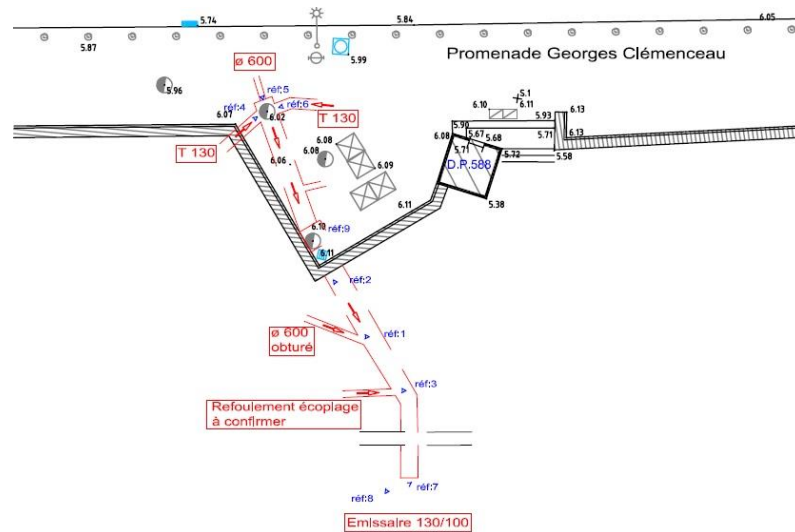 5.74
5.84
6.05
5.87
5.99
Promenade Georges Clémenceau
ø 600
5.96
réf:5
réf:4
réf:6
6.07
6.02
T 130
T 130
5.1
6.10
6.11
6.13
5.93
5.90
6.08
5.67
5.68
5.71
5.71
6.13
5.72
5.58
D.P.588
5.38
6.08
6.08
6.06
6.09
6.11
réf:9
6.11
réf:2
ø 600
obturé
réf:1
réf:3
Refoulement écoplage
à confirmer
réf:7
réf:8
Emissaire 130/100